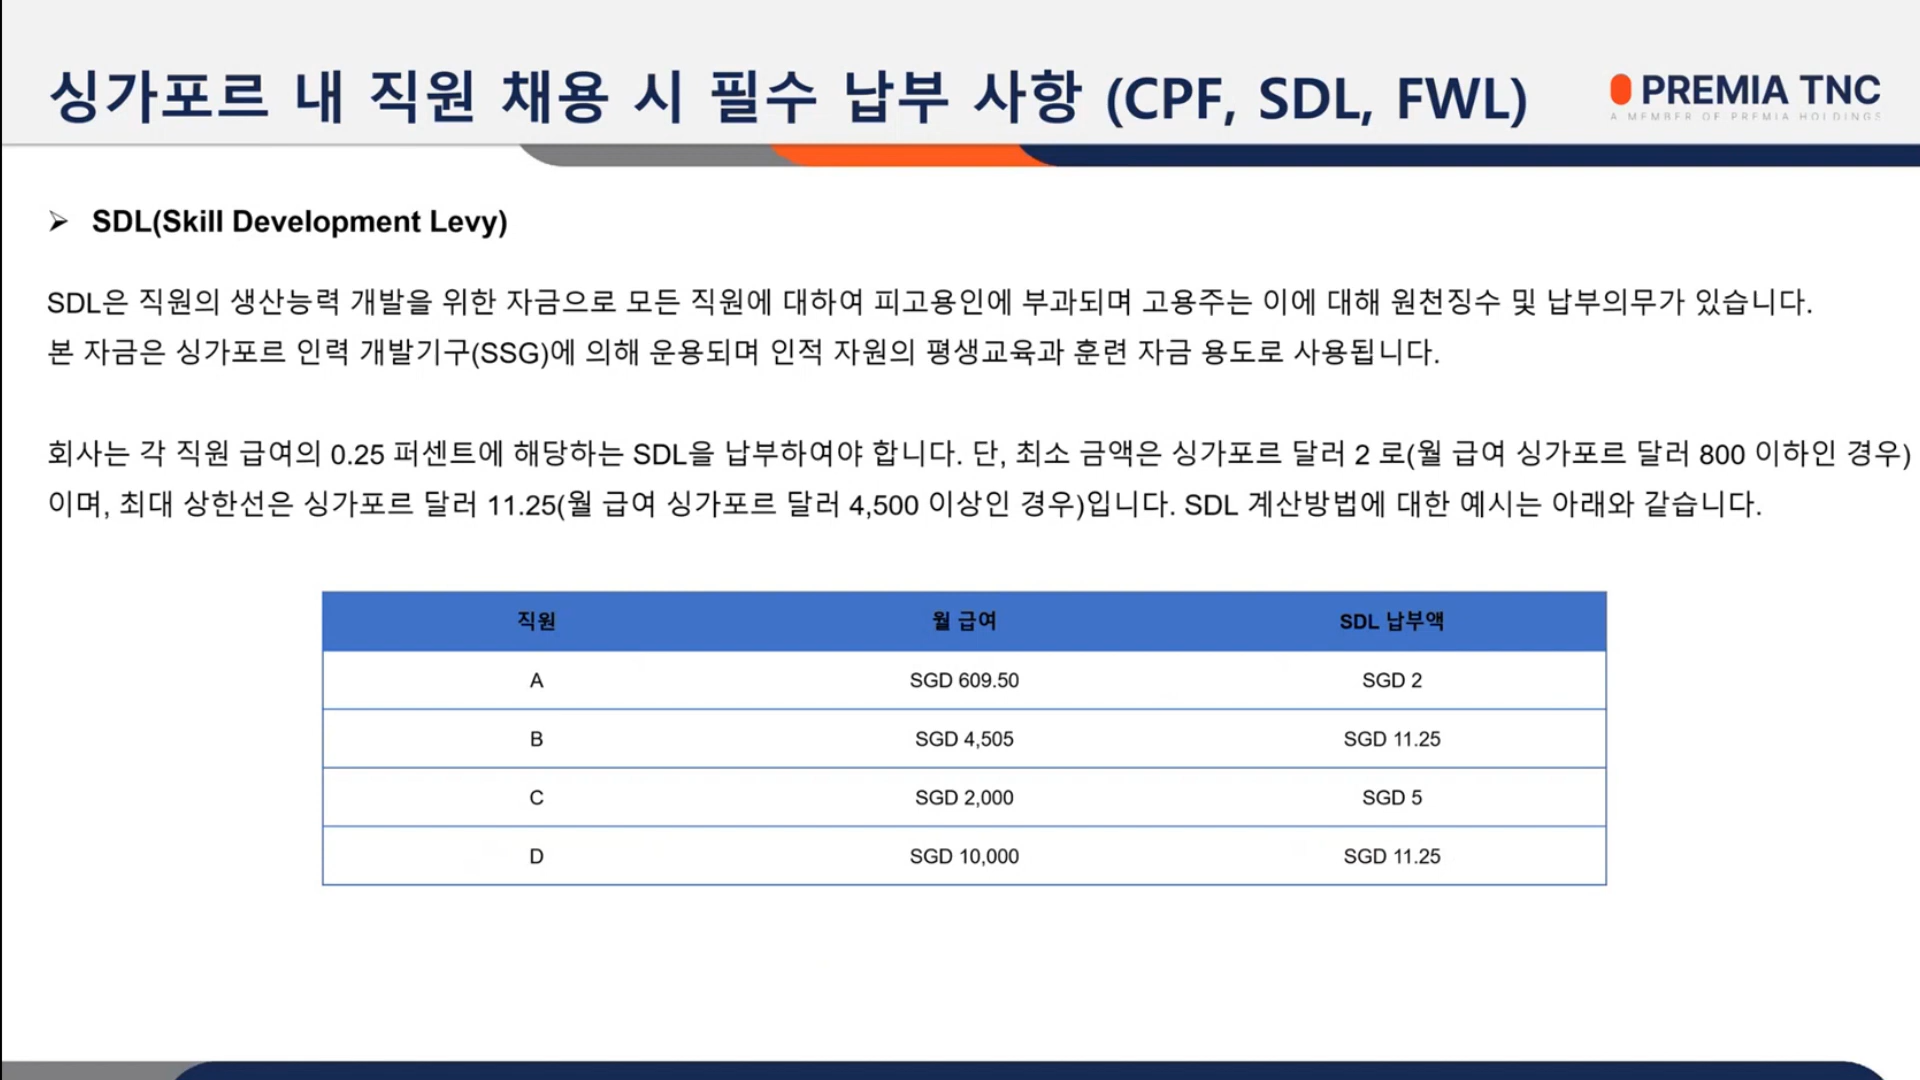 싱가포르 내 직원 채용 시 필수 납부 사항 (CPF, SDL, FWL)
PREMIA TNC
A MEMBER OF PREMIA HOLDINGS
➢ SDL(Skill Development Levy)
SDL은 직원의 생산능력 개발을 위한 자금으로 모든 직원에 대하여 피고용인에 부과되며 고용주는 이에 대해 원천징수 및 납부의무가 있습니다.
본 자금은 싱가포르 인력 개발기구(SSG)에 의해 운용되며 인적 자원의 평생교육과 훈련 자금 용도로 사용됩니다.
회사는 각 직원 급여의 0.25 퍼센트에 해당하는 SDL을 납부하여야 합니다. 단, 최소 금액은 싱가포르 달러 2 로(월 급여 싱가포르 달러 800 이하인 경우)
이며, 최대 상한선은 싱가포르 달러 11.25(월 급여 싱가포르 달러 4,500 이상인 경우)입니다. SDL 계산방법에 대한 예시는 아래와 같습니다.
직원 월 급여 SDL 납부액
A SGD 609.50 SGD 2
B SGD 4,505 SGD 11.25
C SGD 2,000 SGD 5
D SGD 10,000 SGD 11.25